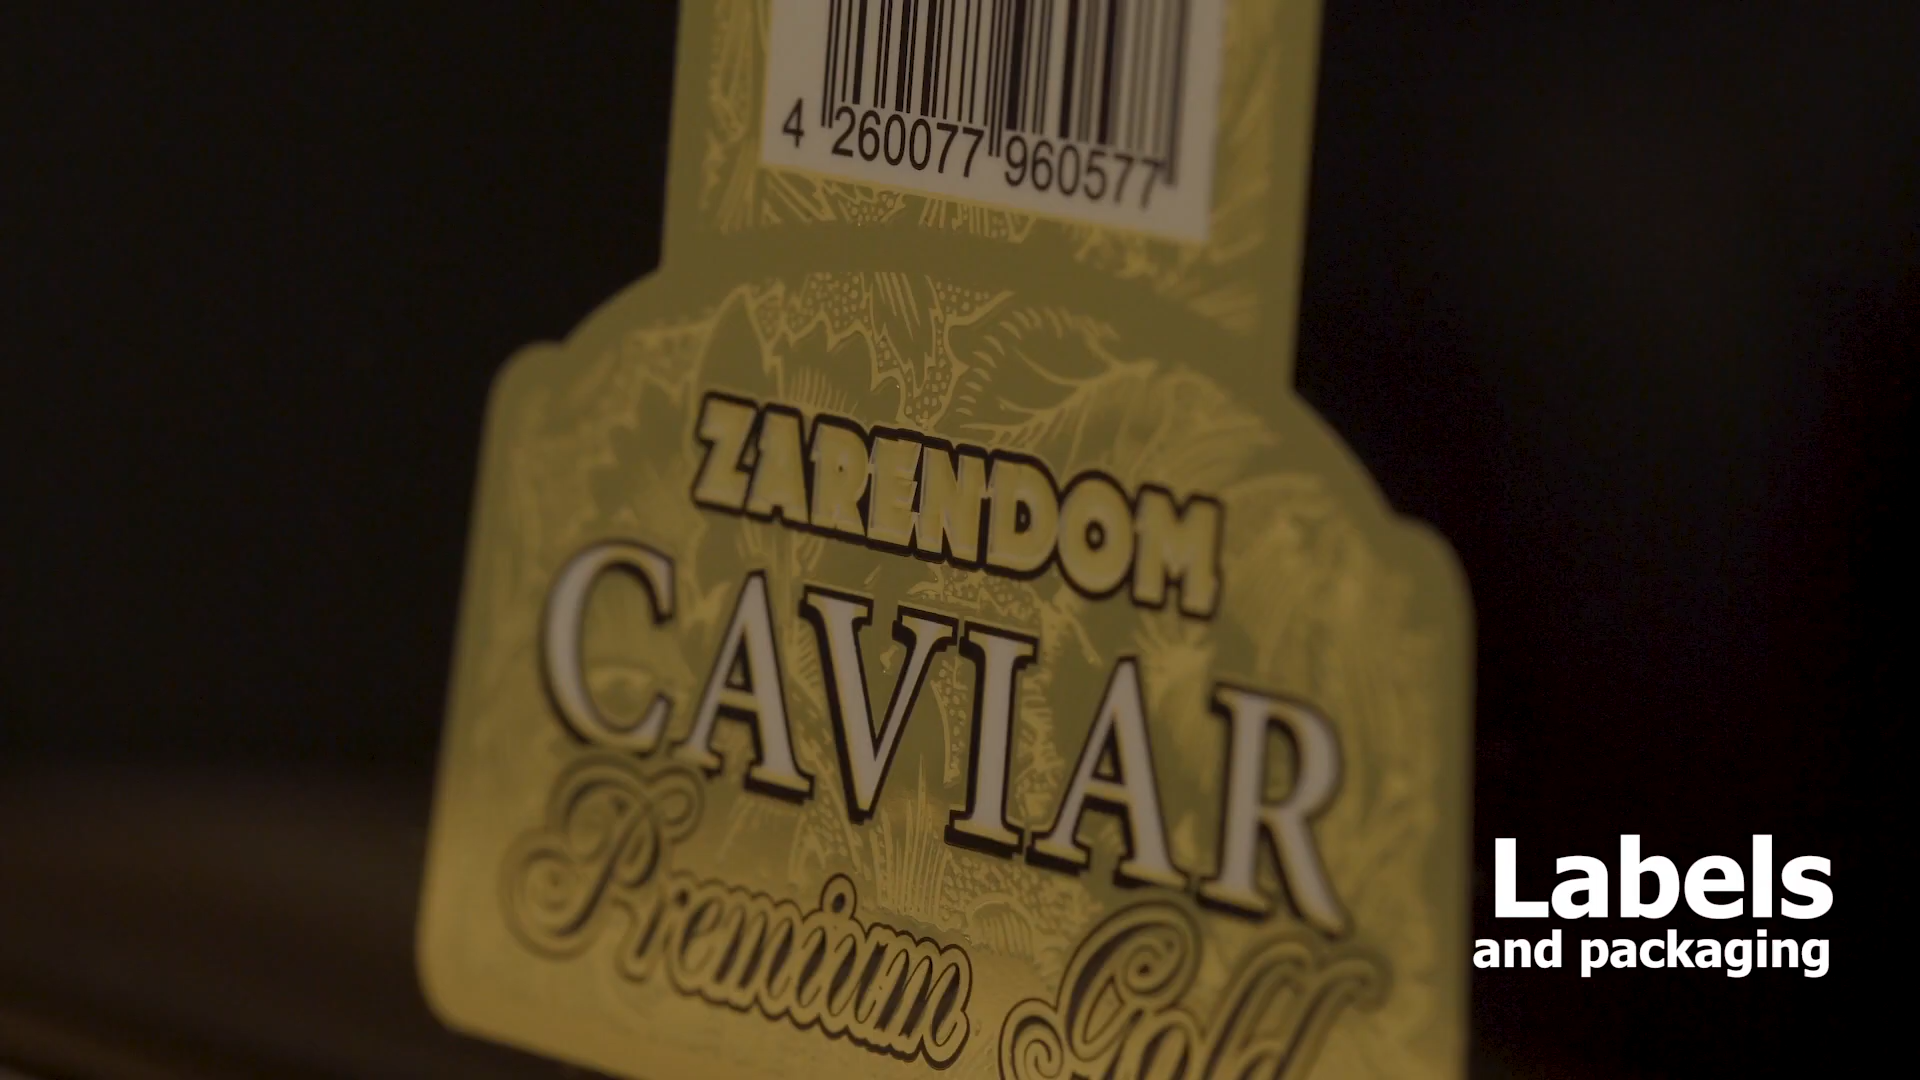 4 260077 960577
ZARENDOM
CAVIAR
Premium Gold
Labels
and packaging